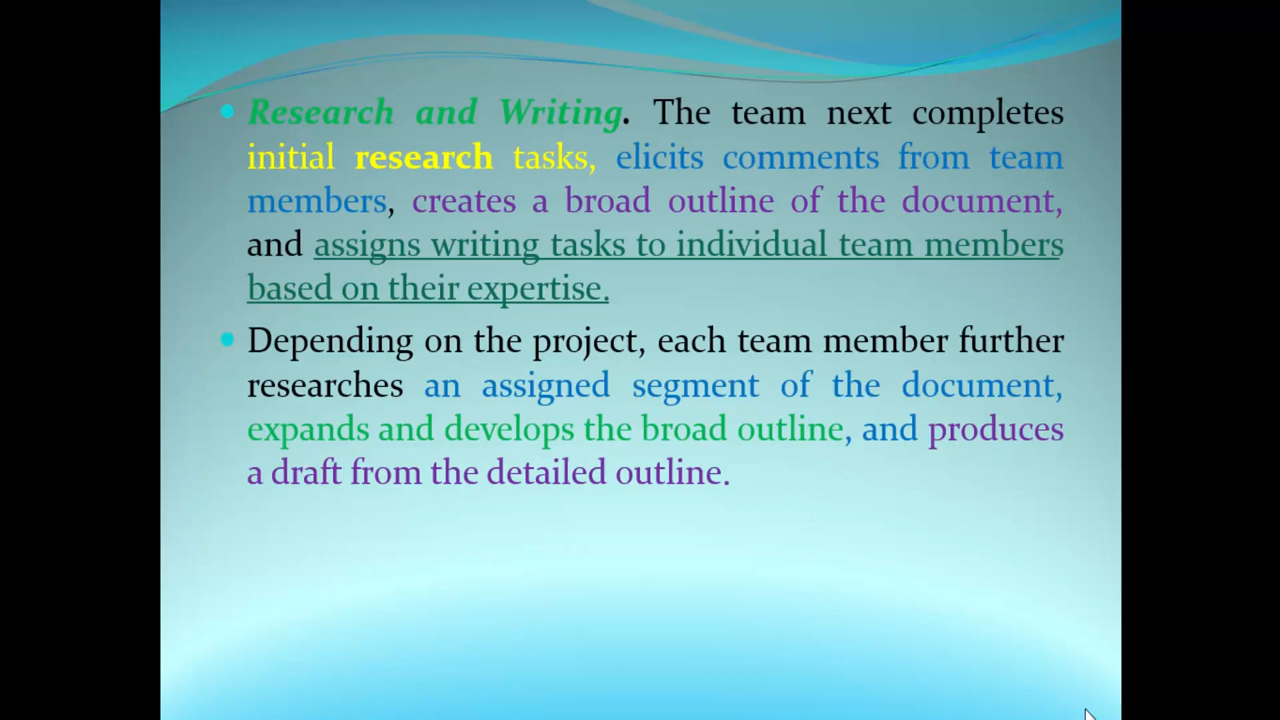 Research and Writing. The team next completes
initial research tasks, elicits comments from team
members, creates a broad outline of the document,
and assigns writing tasks to individual team members
based on their expertise.
Depending on the project, each team member further
researches an assigned segment of the document,
expands and develops the broad outline, and produces
a draft from the detailed outline.